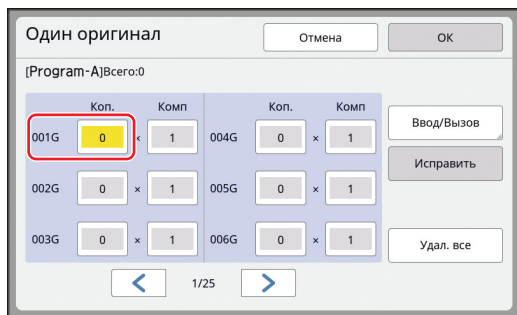 Один оригинал
Отмена
ОК
[Program-A]Всего:0
Коп. Комп Коп. Комп
001G 0 × 1 004G 0 × 1
Ввод/Вызов
Исправить
002G 0 × 1 005G 0 × 1
003G 0 × 1 006G 0 × 1
Удал. все
1/25